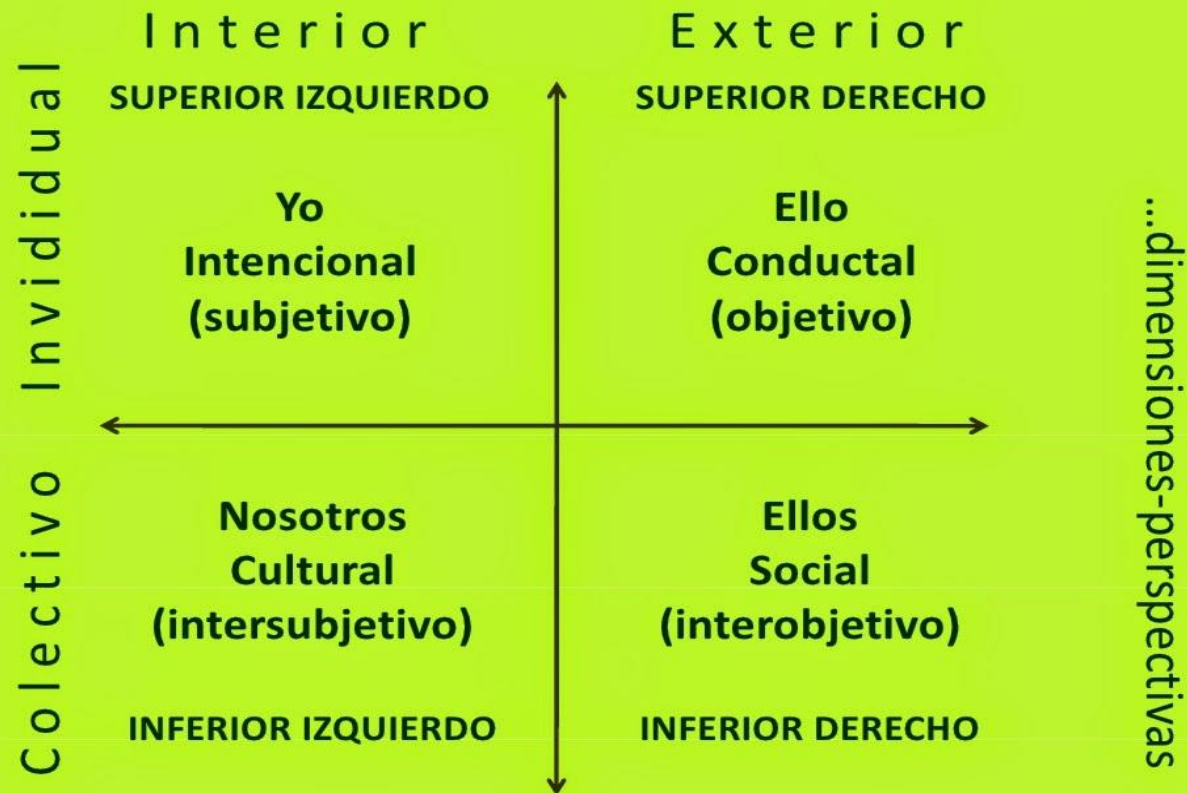 Interior
Exterior
SUPERIOR IZQUIERDO
SUPERIOR DERECHO
Invididual
Yo
Intencional
(subjetivo)
Ello
Conductal
(objetivo)
Colectivo
Nosotros
Cultural
(intersubjetivo)
INFERIOR IZQUIERDO
Ellos
Social
(interobjetivo)
INFERIOR DERECHO
...dimensiones-perspectivas